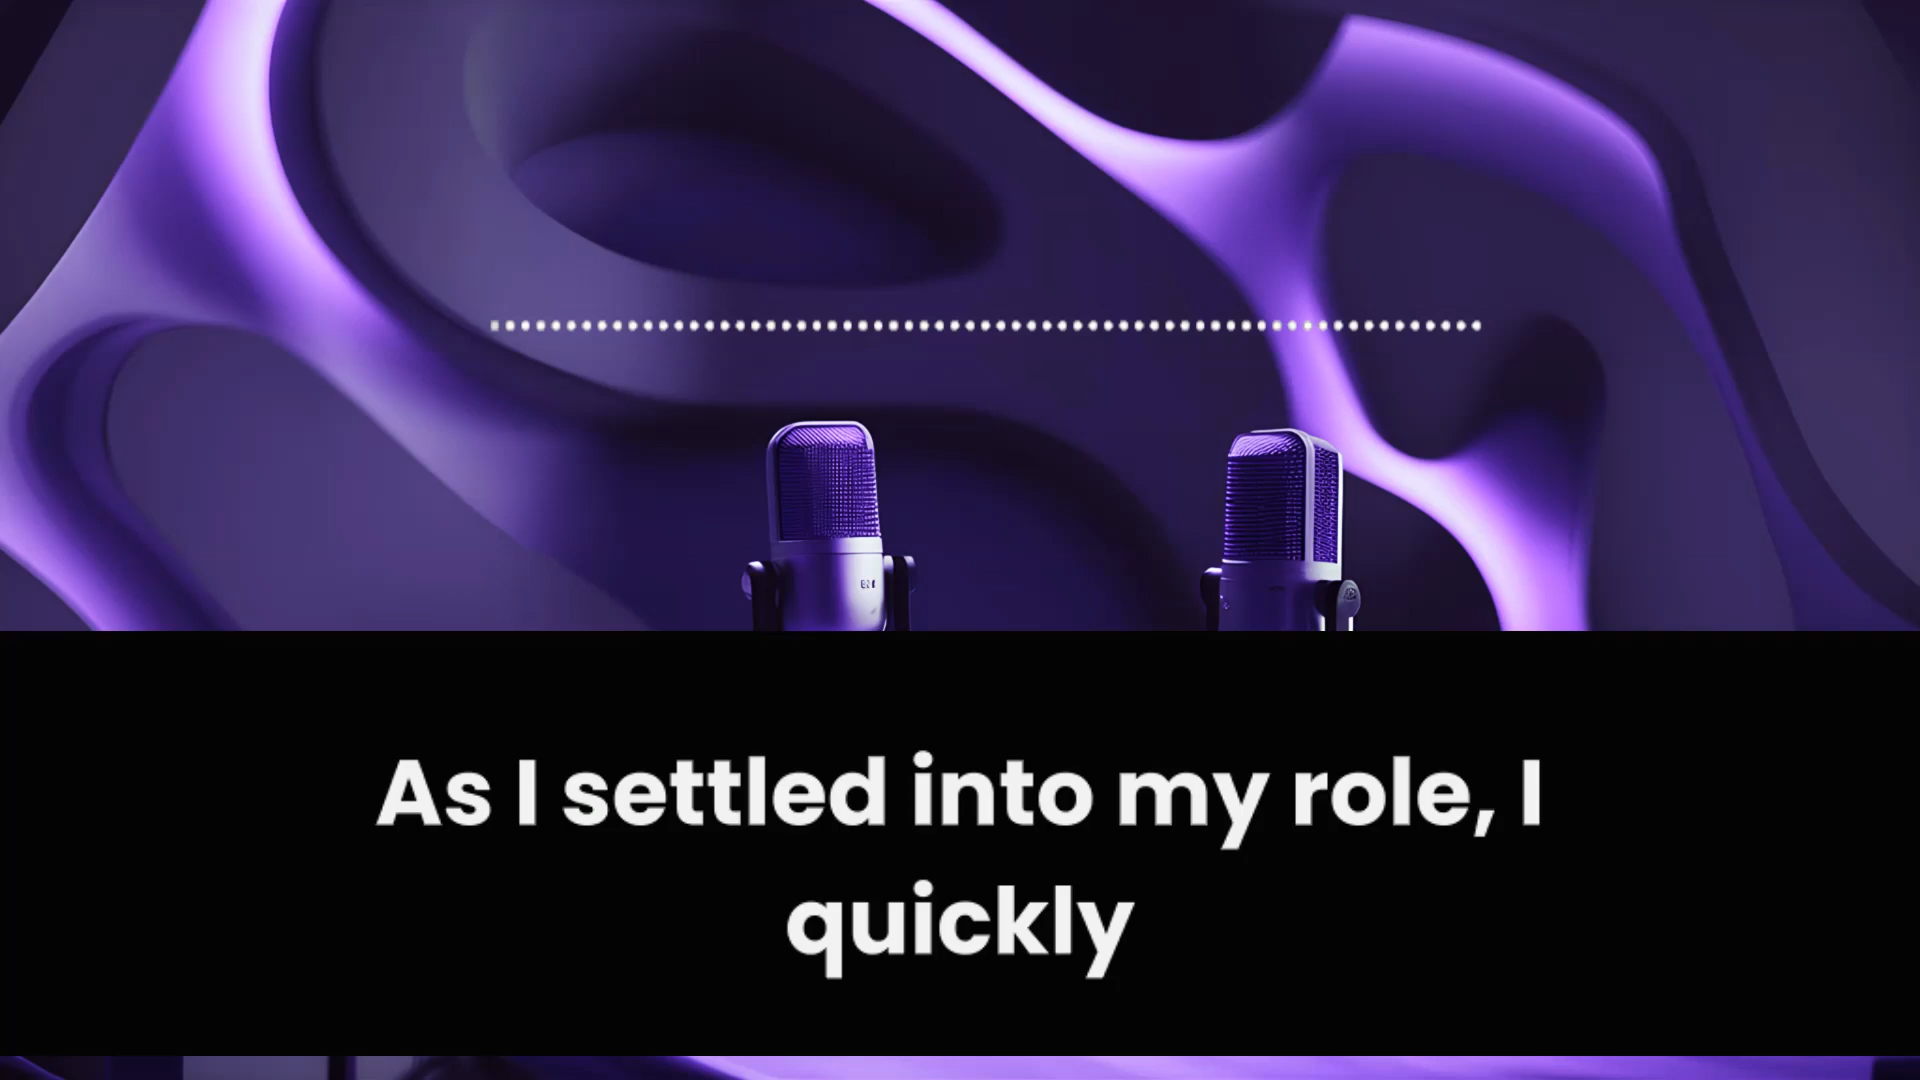 As I settled into my role, I
quickly